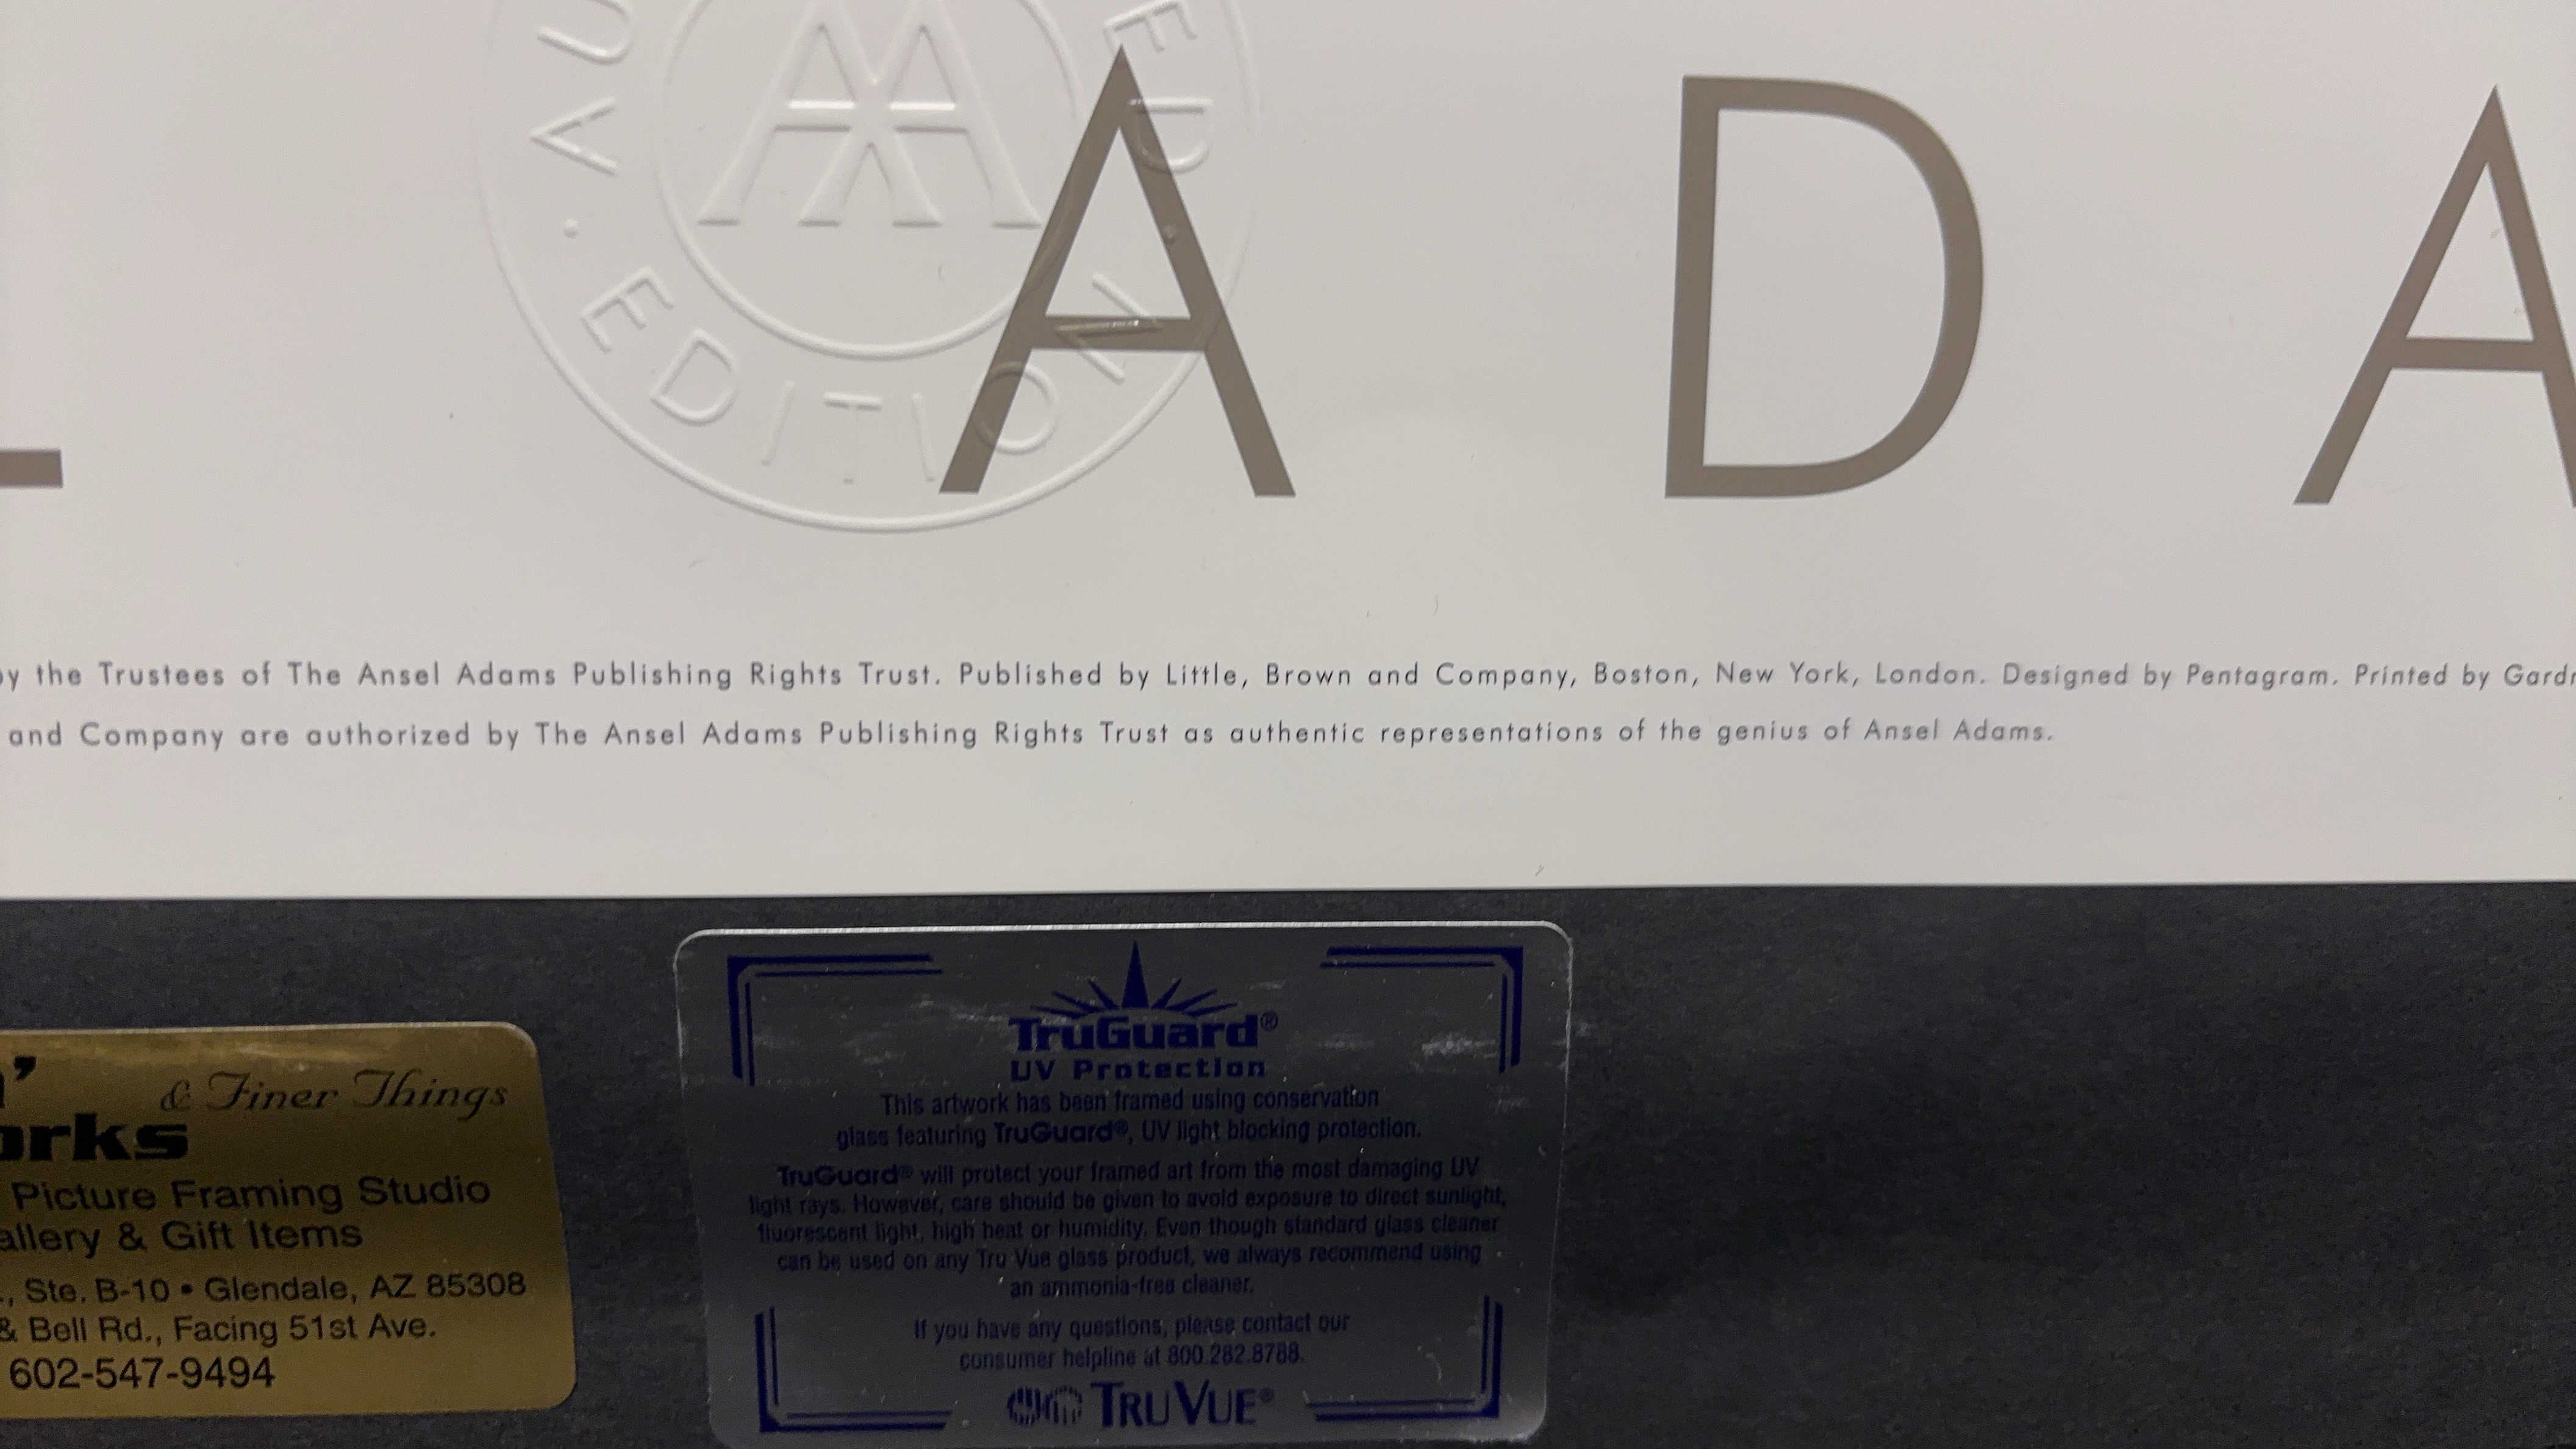 L A D A
AA
EDITION
by the Trustees of The Ansel Adams Publishing Rights Trust. Published by Little, Brown and Company, Boston, New York, London. Designed by Pentagram. Printed by
and Company are authorized by The Ansel Adams Publishing Rights Trust as authentic representations of the genius of Ansel Adams.
& Finer Things
Picture Framing Studio
& Gift Items
Ste. B-10 • Glendale, AZ 85308
& Bell Rd., Facing 51st Ave.
602-547-9494
TruGuard®
UV Protection
This artwork has been framed using conservation
glass featuring TruGuard®, UV light blocking protection.
TruGuard® will protect your framed art from the most damaging UV
light rays. However, care should be given to avoid exposure to direct sunlight,
fluorescent light, high heat or humidity. Even though standard glass cleaner
can be used on any Tru Vue glass product, we always recommend using
an ammonia-free cleaner.
If you have any questions, please contact our
consumer helpline at 800.282.8788.
TRU VUE®